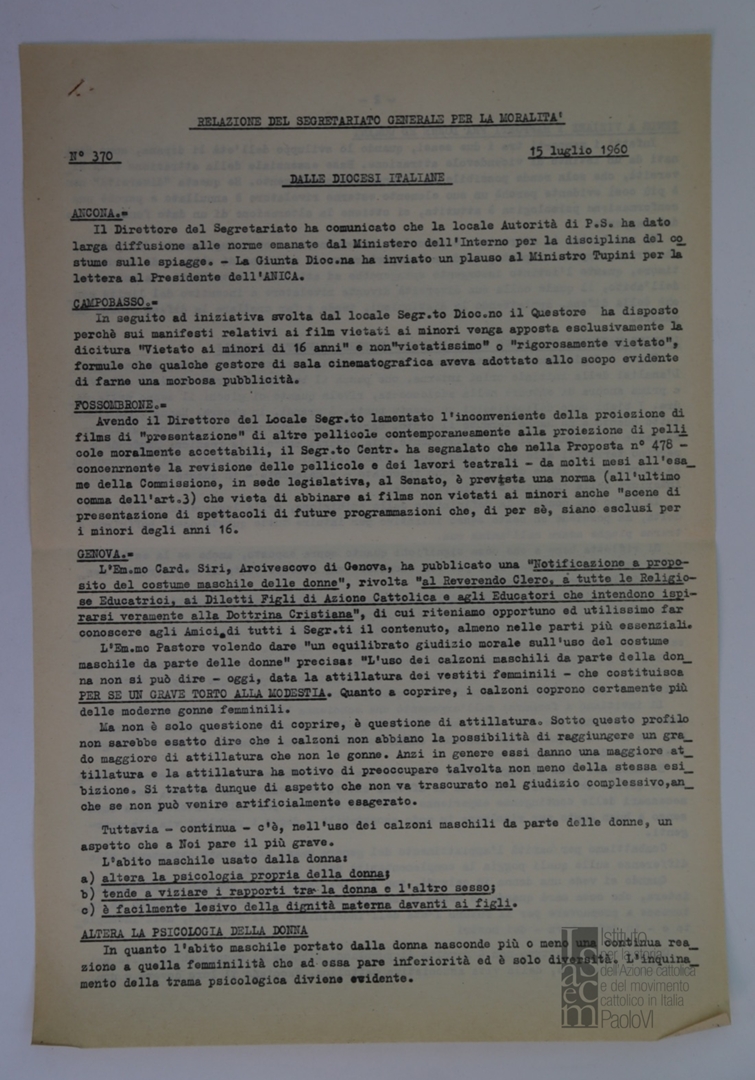 1.
RELAZIONE DEL SEGRETARIATO GENERALE PER LA MORALITA'
N° 370
15 luglio 1960
DALLE DIOCESI ITALIANE
ANCONA.=
Il Direttore del Segretariato ha comunicato che la locale Autorità di P.S. ha dato
larga diffusione alle norme emanate dal Ministero dell'Interno per la disciplina del co_
stume sulle spiagge. - La Giunta Dioc.na ha inviato un plauso al Ministro Tupini per la
lettera al Presidente dell'ANICA.
CAMPOBASSO.=
In seguito ad iniziativa svolta dal locale Segr.to Dioc.no il Questore ha disposto
perchè sui manifesti relativi ai film vietati ai minori venga apposta esclusivamente la
dicitura "Vietato ai minori di 16 anni" e non"vietatissimo" o "rigorosamente vietato",
formule che qualche gestore di sala cinematografica aveva adottato allo scopo evidente
di farne una morbosa pubblicità.
FOSSOMBRONE.=
Avendo il Direttore del Locale Segr.to lamentato l'inconveniente della proiezione di
films di "presentazione" di altre pellicole contemporaneamente alla proiezione di pelli
cole moralmente accettabili, il Segr.to Centr. ha segnalato che nella Proposta n° 478 -
concenrnente la revisione delle pellicole e dei lavori teatrali - da molti mesi all'esa_
me della Commissione, in sede legislativa, al Senato, è prevista una norma (all'ultimo
comma dell'art.3) che vieta di abbinare ai films non vietati ai minori anche "scene di
presentazione di spettacoli di future programmazioni che, di per sè, siano esclusi per
i minori degli anni 16.
GENOVA.=
L'Em.mo Card. Siri, Arcivescovo di Genova, ha pubblicato una "Notificazione a propo-
sito del costume maschile delle donne", rivolta "al Reverendo Clero, a tutte le Religio-
se Educatrici, ai Diletti Figli di Azione Cattolica e agli Educatori che intendono ispi-
rarsi veramente alla Dottrina Cristiana", di cui riteniamo opportuno ed utilissimo far
conoscere agli Amici di tutti i Segr.ti il contenuto, almeno nelle parti più essenziali.
L'Em.mo Pastore volendo dare "un equilibrato giudizio morale sull'uso del costume
maschile da parte delle donne" precisa: "L'uso dei calzoni maschili da parte della don_
na non si può dire - oggi, data la attillatura dei vestiti femminili - che costituisca
PER SE UN GRAVE TORTO ALLA MODESTIA. Quanto a coprire, i calzoni coprono certamente più
delle moderne gonne femminili.
Ma non è solo questione di coprire, è questione di attillatura. Sotto questo profilo
non sarebbe esatto dire che i calzoni non abbiano la possibilità di raggiungere un gra_
do maggiore di attillatura che non le gonne. Anzi in genere essi danno una maggiore at_
tillatura e la attillatura ha motivo di preoccupare talvolta non meno della stessa esi_
bizione. Si tratta dunque di aspetto che non va trascurato nel giudizio complessivo,an_
che se non può venire artificialmente esagerato.
Tuttavia - continua - c'è, nell'uso dei calzoni maschili da parte delle donne, un
aspetto che a Noi pare il più grave.
L'abito maschile usato dalla donna:
a) altera la psicologia propria della donna;
b) tende a viziare i rapporti tra la donna e l'altro sesso;
c) è facilmente lesivo della dignità materna davanti ai figli.
ALTERA LA PSICOLOGIA DELLA DONNA
In quanto l'abito maschile portato dalla donna nasconde più o meno una continua rea_
zione a quella femminilità che ad essa pare inferiorità ed è solo diversità. L'inquina_
mento della trama psicologica diviene evidente.
Istituto
per la storia
dell'Azione cattolica
e del movimento
cattolico in Italia
PaoloVI